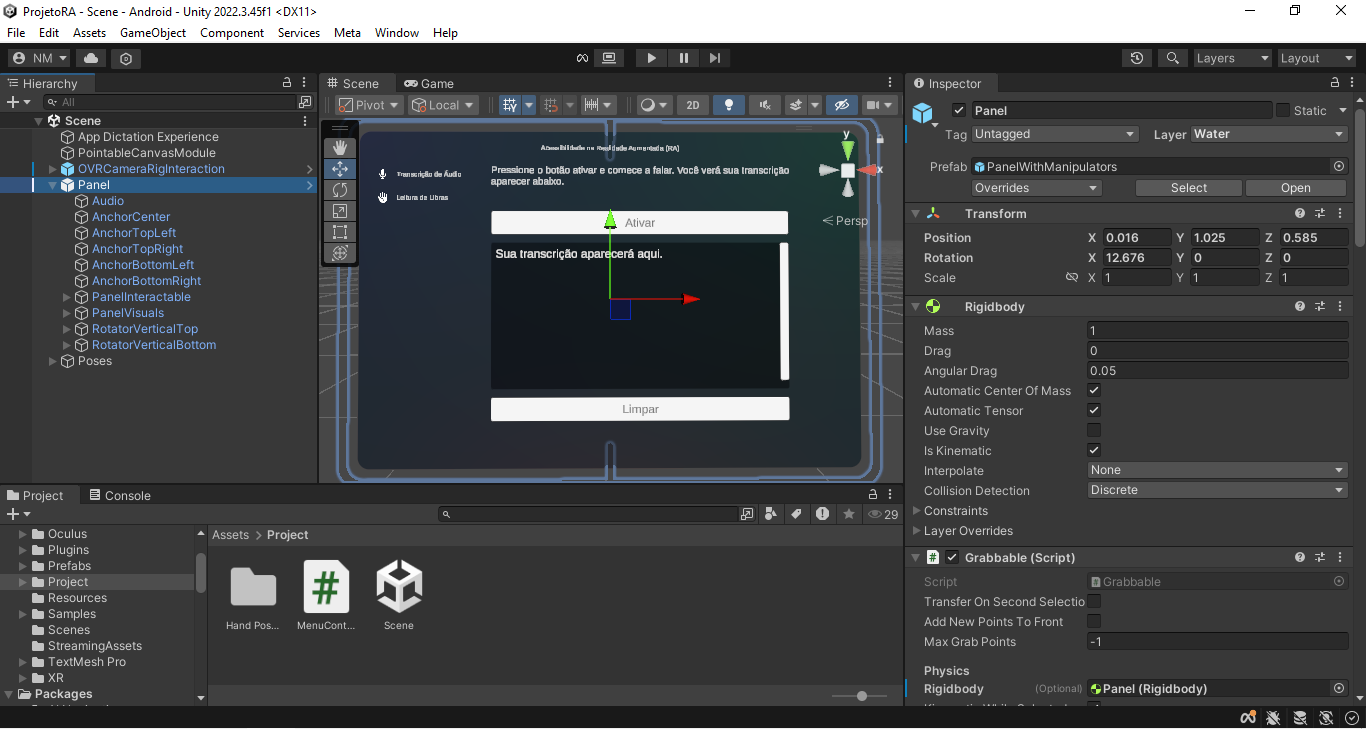 ProjetoRA - Scene - Android - Unity 2022.3.45f1 <DX11>
File Edit Assets GameObject Component Services Meta Window Help
NM
Layers
Layout
Hierarchy
All
Scene
App Dictation Experience
PointableCanvasModule
OVRCameraRigInteraction
Panel
Audio
AnchorCenter
AnchorTopLeft
AnchorTopRight
AnchorBottomLeft
AnchorBottomRight
PanelInteractable
PanelVisuals
RotatorVerticalTop
RotatorVerticalBottom
Poses
Scene Game
Pivot Local 2D
Acessibilidade na Realidade Aumentada (RA)
Transcrição de Áudio
Leitura de Libras
Pressione o botão ativar e comece a falar. Você verá sua transcrição
aparecer abaixo.
Ativar
Sua transcrição aparecerá aqui.
Limpar
y
x
< Persp
Project Console
29
Oculus
Plugins
Prefabs
Project
Resources
Samples
Scenes
StreamingAssets
TextMesh Pro
XR
Packages
Assets > Project
Hand Pos...
MenuCont...
Scene
Inspector
Panel
Static
Tag Untagged
Layer Water
Prefab PanelWithManipulators
Overrides Select Open
Transform
Position X 0.016 Y 1.025 Z 0.585
Rotation X 12.676 Y 0 Z 0
Scale X 1 Y 1 Z 1
Rigidbody
Mass 1
Drag 0
Angular Drag 0.05
Automatic Center Of Mass
Automatic Tensor
Use Gravity
Is Kinematic
Interpolate None
Collision Detection Discrete
Constraints
Layer Overrides
# Grabbable (Script)
Script Grabbable
Transfer On Second Selectio
Add New Points To Front
Max Grab Points -1
Physics
Rigidbody (Optional) Panel (Rigidbody)